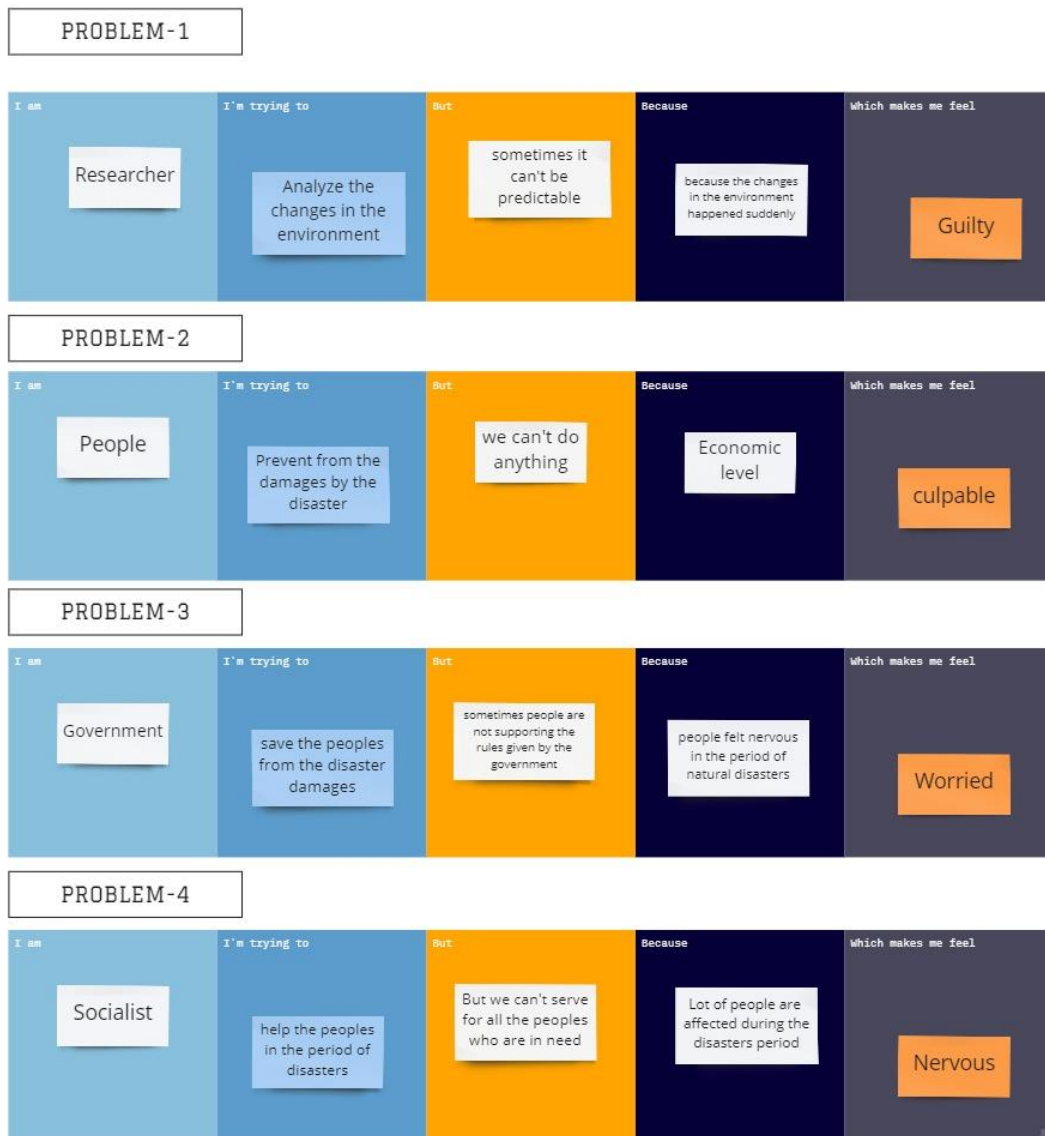 PROBLEM-1
I am
I'm trying to
But
Because
Which makes me feel
Researcher
Analyze the
changes in the
environment
sometimes it
can't be
predictable
because the changes
in the environment
happened suddenly
Guilty
PROBLEM-2
I am
I'm trying to
But
Because
Which makes me feel
People
Prevent from the
damages by the
disaster
we can't do
anything
Economic
level
culpable
PROBLEM-3
I am
I'm trying to
But
Because
Which makes me feel
Government
save the peoples
from the disaster
damages
sometimes people are
not supporting the
rules given by the
government
people felt nervous
in the period of
natural disasters
Worried
PROBLEM-4
I am
I'm trying to
But
Because
Which makes me feel
Socialist
help the peoples
in the period of
disasters
But we can't serve
for all the peoples
who are in need
Lot of people are
affected during the
disasters period
Nervous